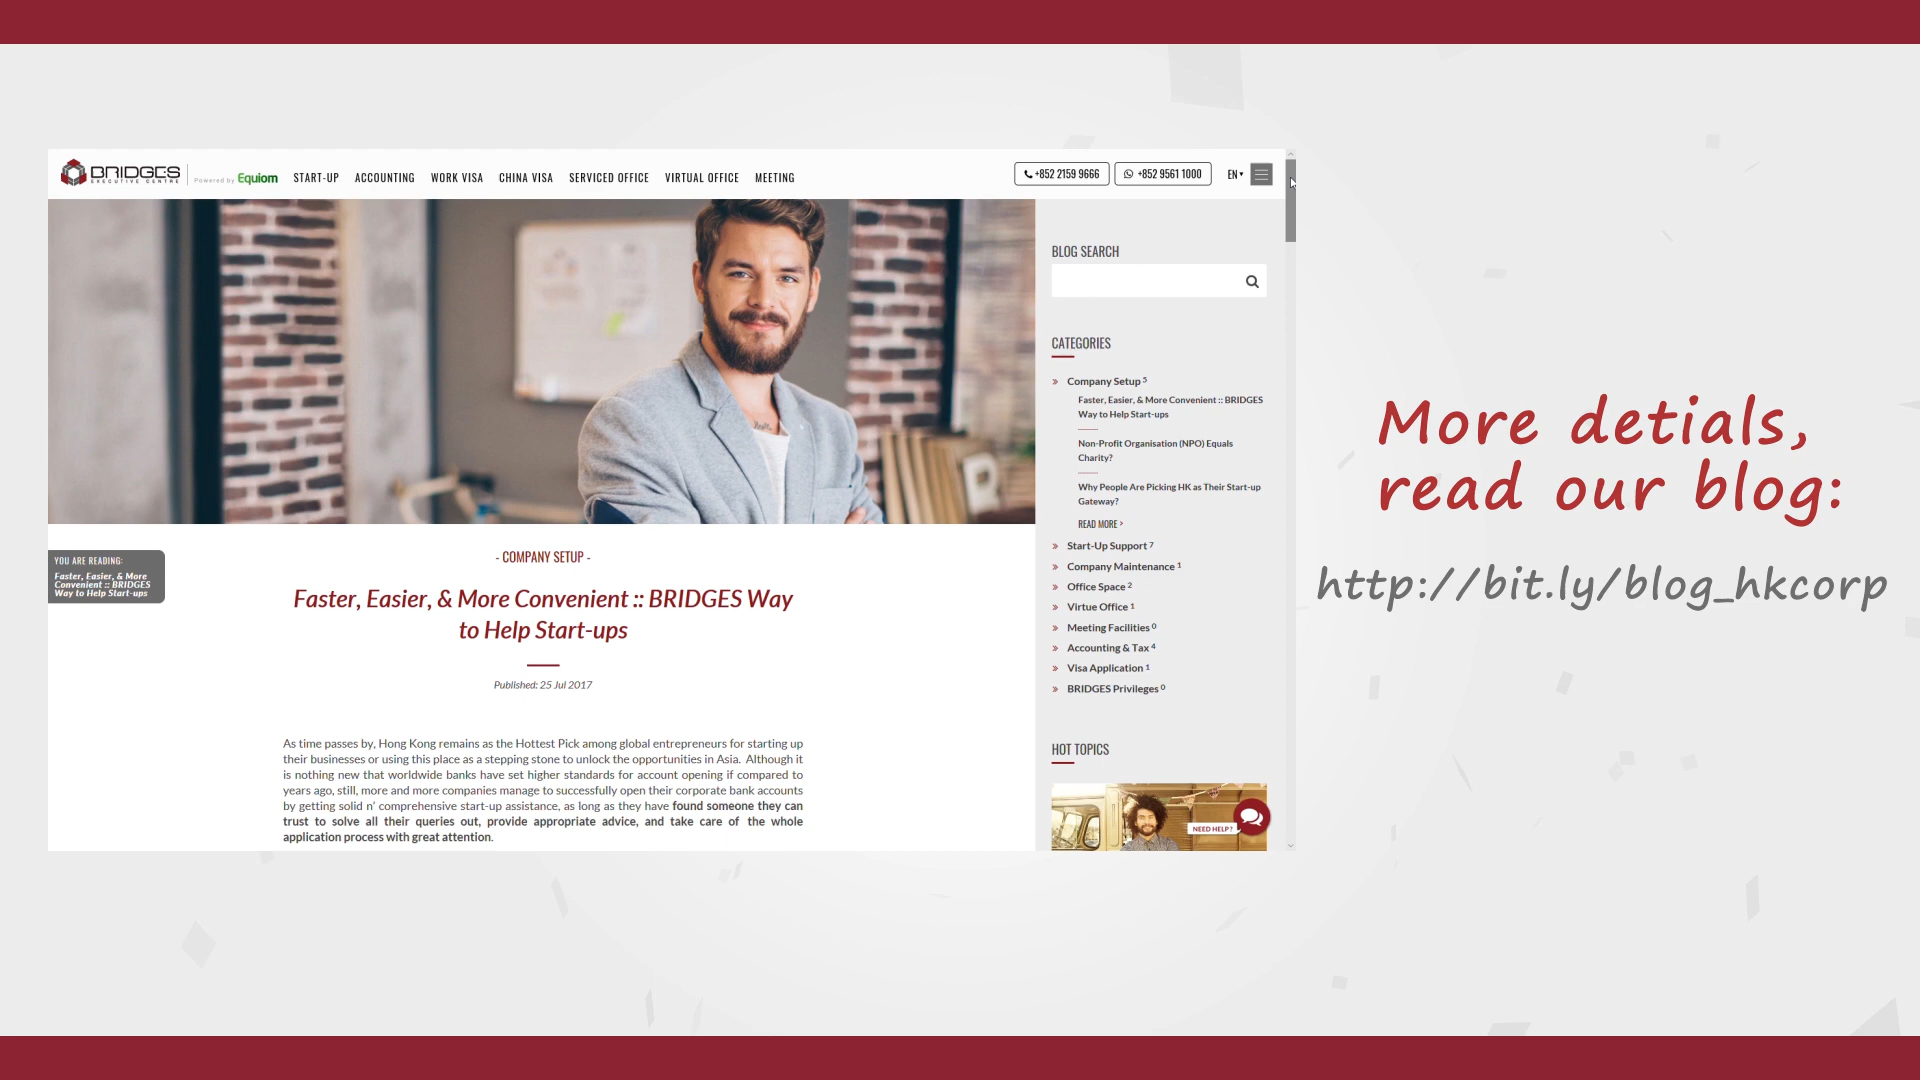 BRIDGES
EXECUTIVE CENTRE
Powered by Equiom
START-UP ACCOUNTING WORK VISA CHINA VISA SERVICED OFFICE VIRTUAL OFFICE MEETING
+852 2159 9666
+852 9561 1000
EN
BLOG SEARCH
CATEGORIES
Company Setup 5
Faster, Easier, & More Convenient :: BRIDGES
Way to Help Start-ups
Non-Profit Organisation (NPO) Equals
Charity?
Why People Are Picking HK as Their Start-up
Gateway?
READ MORE >
Start-Up Support 7
Company Maintenance 1
Office Space 2
Virtue Office 1
Meeting Facilities 0
Accounting & Tax 4
Visa Application 1
BRIDGES Privileges 0
HOT TOPICS
NEED HELP?
YOU ARE READING:
Faster, Easier, & More
Convenient :: BRIDGES
Way to Help Start-ups
- COMPANY SETUP -
Faster, Easier, & More Convenient :: BRIDGES Way
to Help Start-ups
Published: 25 Jul 2017
As time passes by, Hong Kong remains as the Hottest Pick among global entrepreneurs for starting up
their businesses or using this place as a stepping stone to unlock the opportunities in Asia. Although it
is nothing new that worldwide banks have set higher standards for account opening if compared to
years ago, still, more and more companies manage to successfully open their corporate bank accounts
by getting solid n' comprehensive start-up assistance, as long as they have found someone they can
trust to solve all their queries out, provide appropriate advice, and take care of the whole
application process with great attention.
More detials,
read our blog:
http://bit.ly/blog_hkcorp